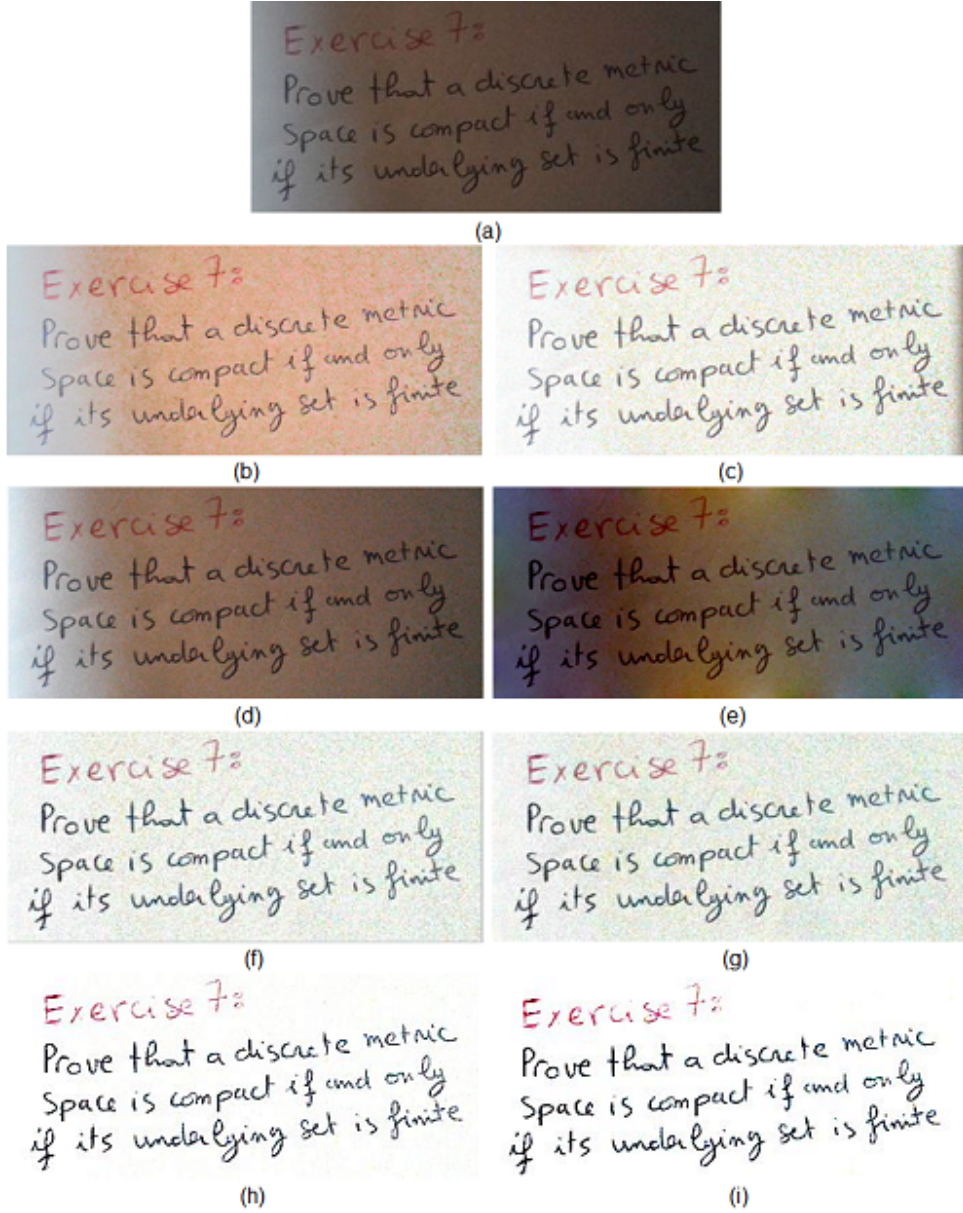 Exercise 7:
Prove that a discrete metric
Space is compact if and only
if its underlying set is finite
(a)
Exercise 7:
Prove that a discrete metric
Space is compact if and only
if its underlying set is finite
(b)
Exercise 7:
Prove that a discrete metric
Space is compact if and only
if its underlying set is finite
(c)
Exercise 7:
Prove that a discrete metric
Space is compact if and only
if its underlying set is finite
(d)
Exercise 7:
Prove that a discrete metric
Space is compact if and only
if its underlying set is finite
(e)
Exercise 7:
Prove that a discrete metric
Space is compact if and only
if its underlying set is finite
(f)
Exercise 7:
Prove that a discrete metric
Space is compact if and only
if its underlying set is finite
(g)
Exercise 7:
Prove that a discrete metric
Space is compact if and only
if its underlying set is finite
(h)
Exercise 7:
Prove that a discrete metric
Space is compact if and only
if its underlying set is finite
(i)